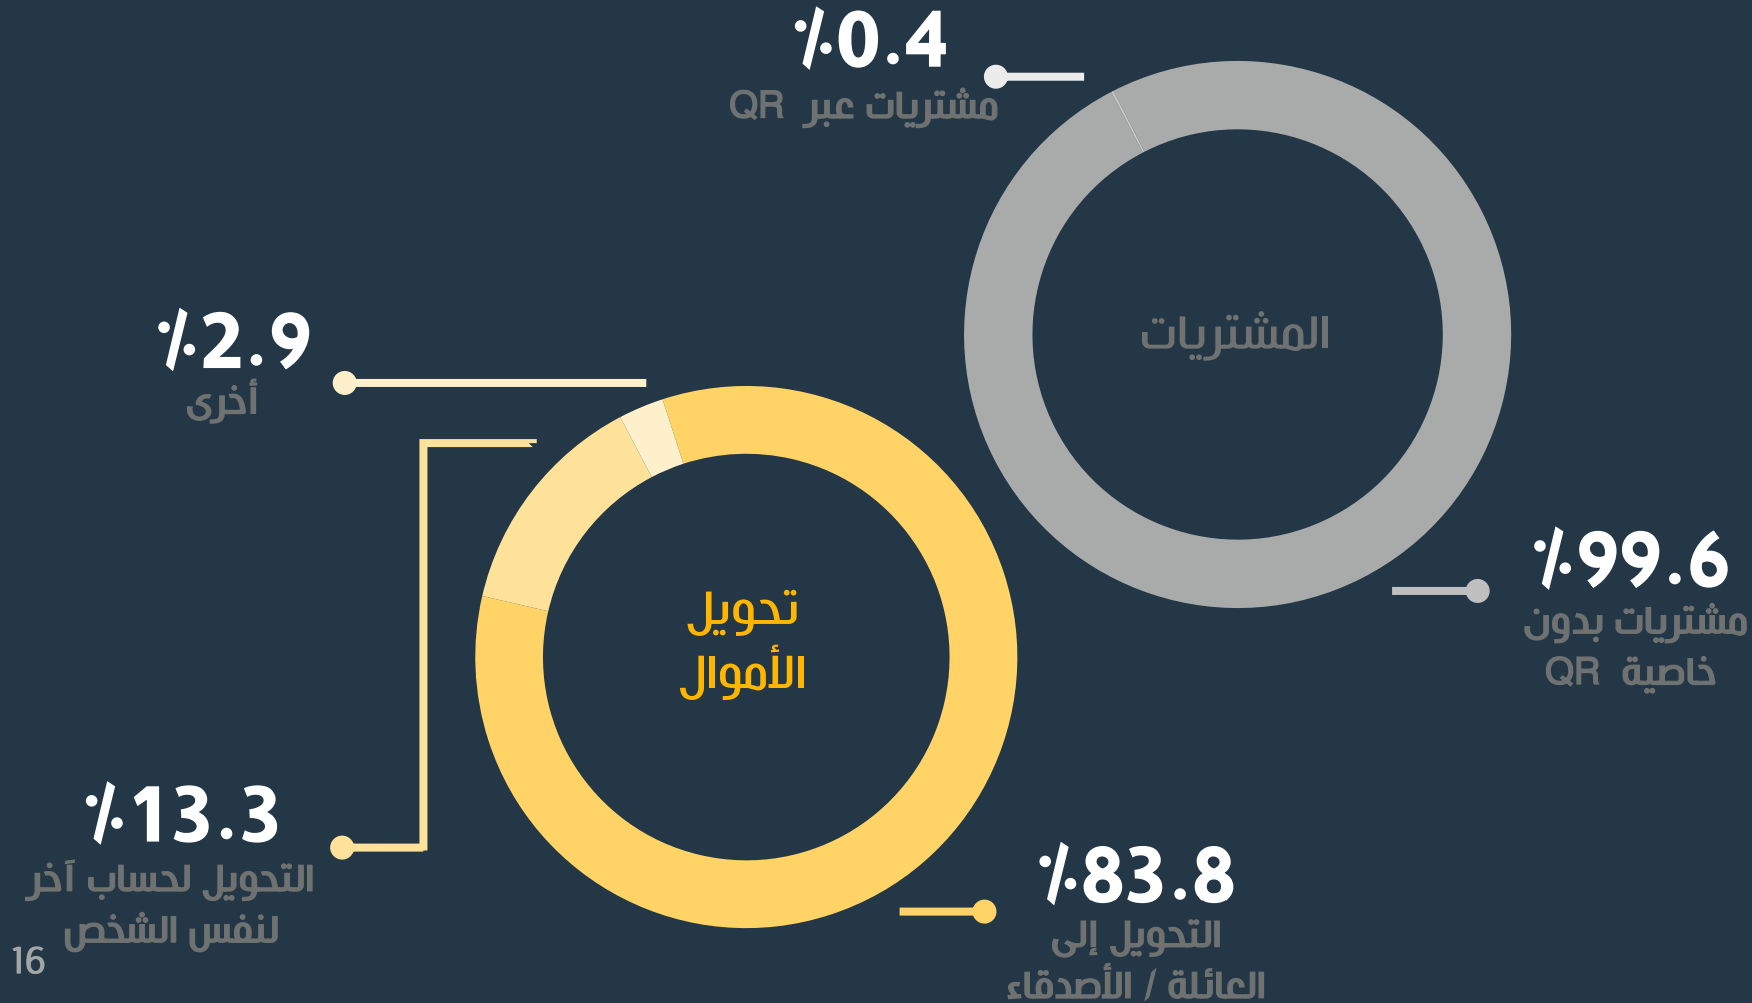 ٪0.4
مشتريات عبر QR
المشتريات
٪99.6
مشتريات بدون
خاصية QR
٪2.9
أخرى
تحويل
الأموال
٪13.3
التحويل لحساب آخر
لنفس الشخص
٪83.8
التحويل إلى
العائلة / الأصدقاء
16